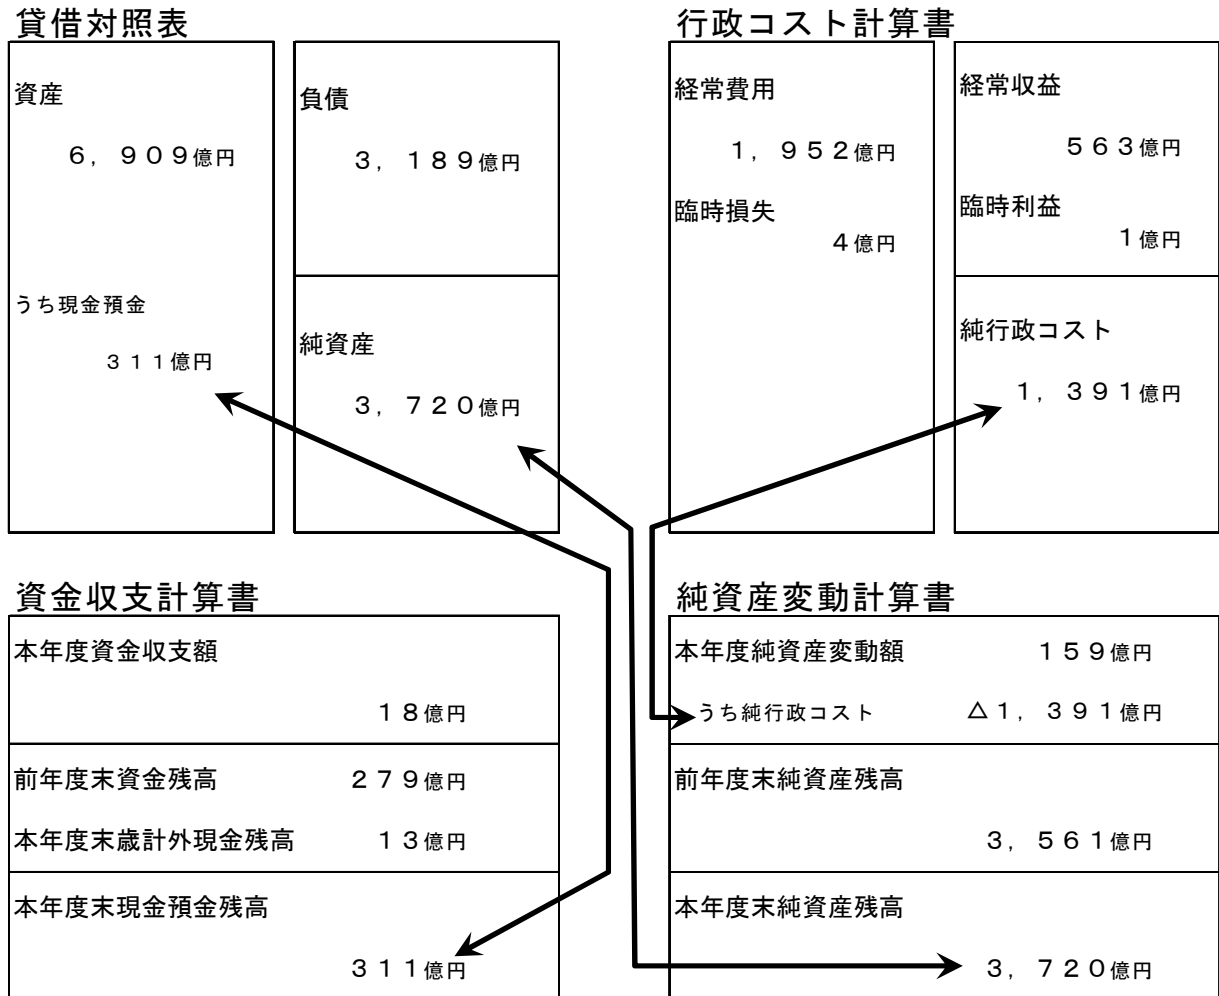 貸借対照表
資産
６，９０９億円
うち現金預金
３１１億円
負債
３，１８９億円
純資産
３，７２０億円
行政コスト計算書
経常費用
１，９５２億円
臨時損失
４億円
経常収益
５６３億円
臨時利益
１億円
純行政コスト
１，３９１億円
資金収支計算書
本年度資金収支額
１８億円
前年度末資金残高 ２７９億円
本年度末歳計外現金残高 １３億円
本年度末現金預金残高
３１１億円
純資産変動計算書
本年度純資産変動額 １５９億円
うち純行政コスト △１，３９１億円
前年度末純資産残高
３，５６１億円
本年度末純資産残高
３，７２０億円